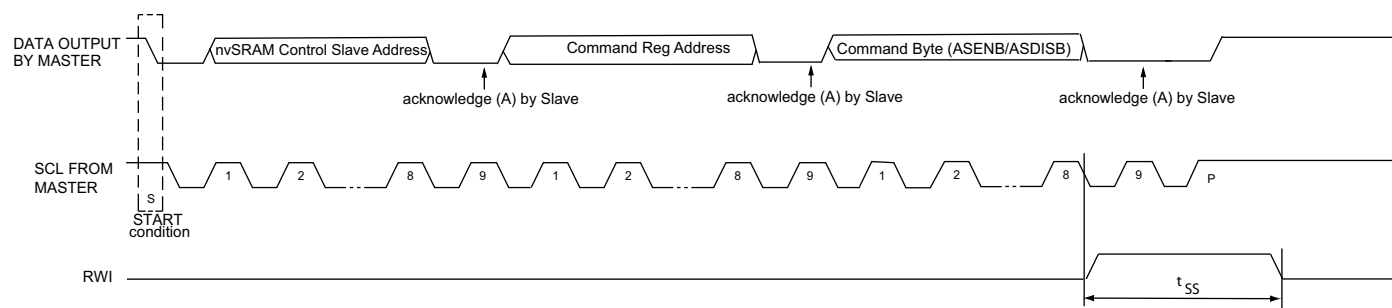 DATA OUTPUT
BY MASTER
nvSRAM Control Slave Address
Command Reg Address
Command Byte (ASENB/ASDISB)
acknowledge (A) by Slave
acknowledge (A) by Slave
acknowledge (A) by Slave
SCL FROM
MASTER
1
2
8
9
1
2
8
9
1
2
8
9
P
S
START
condition
RWI
tSS